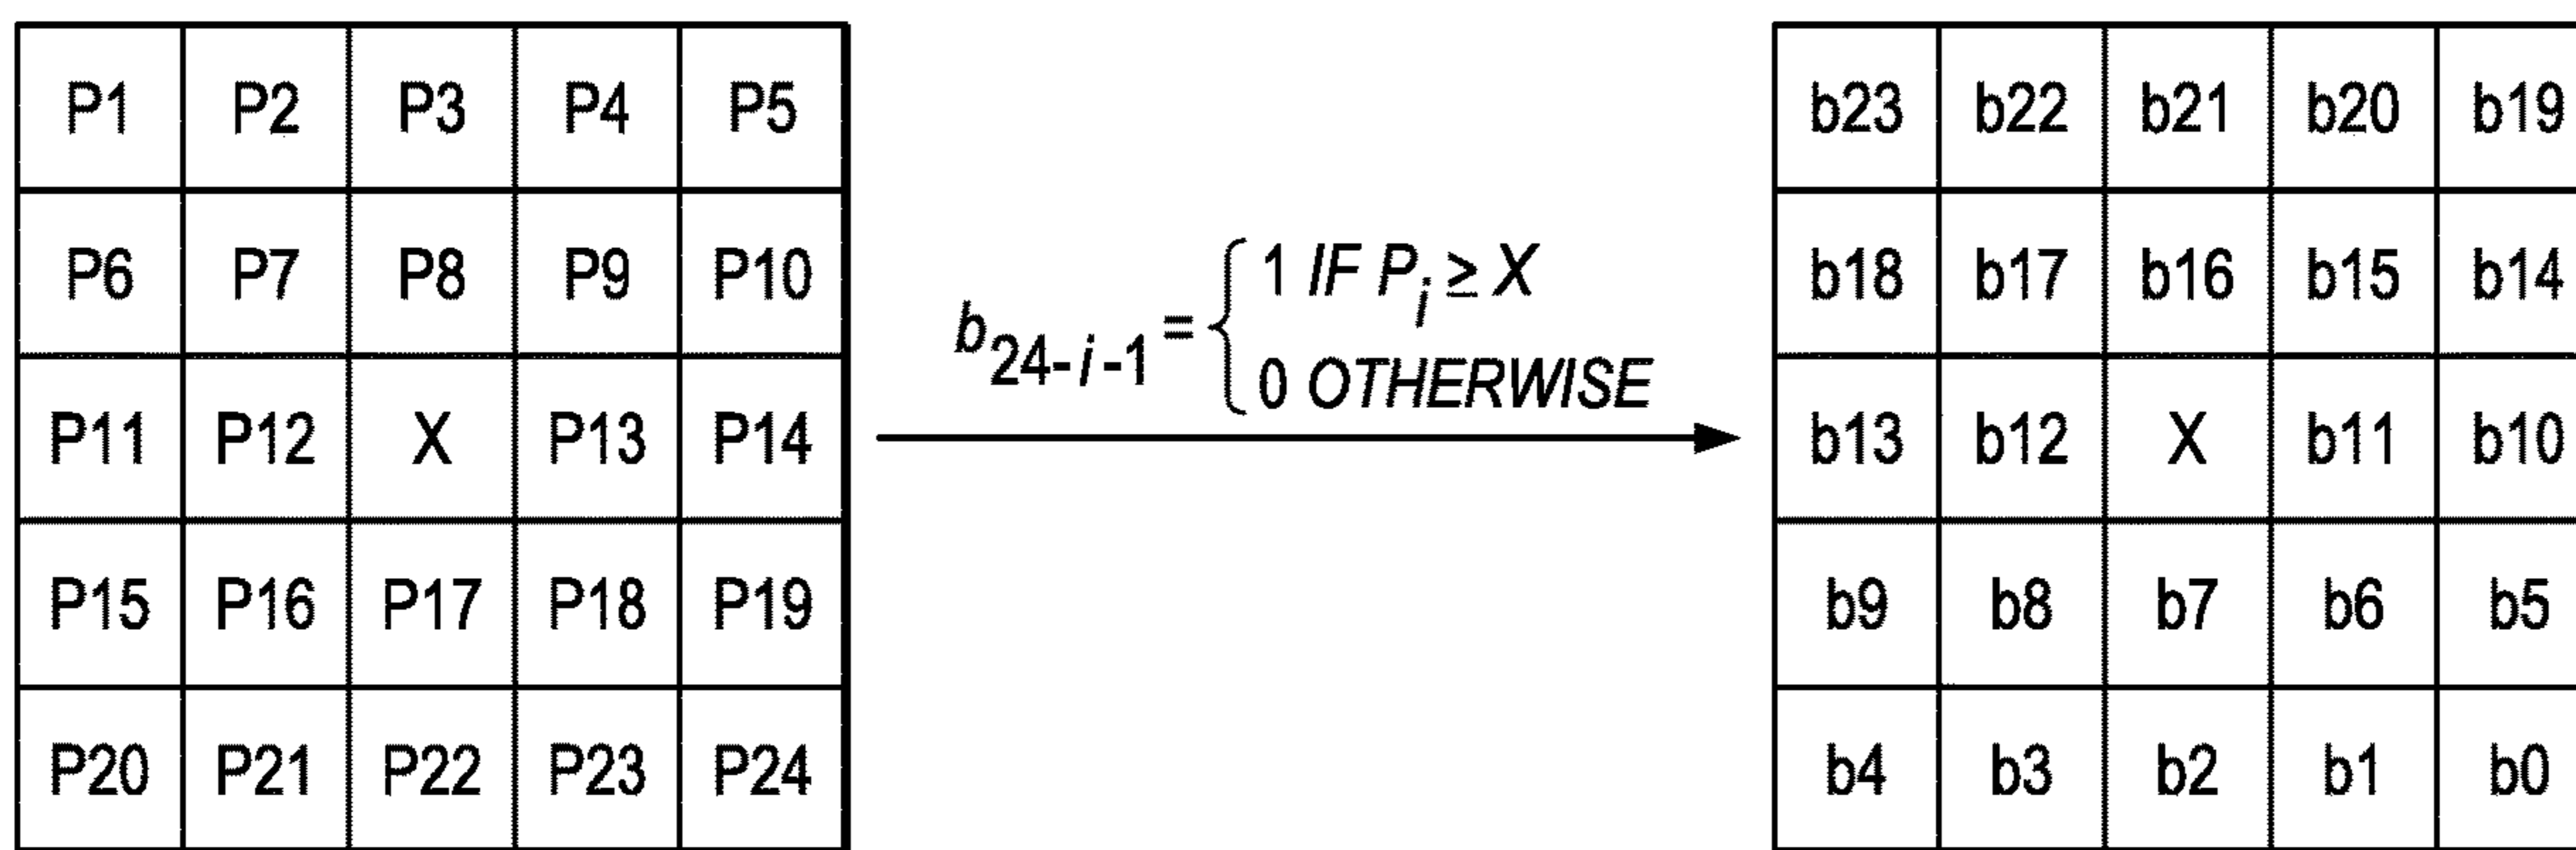 P1 P2 P3 P4 P5
P6 P7 P8 P9 P10
P11 P12 X P13 P14
P15 P16 P17 P18 P19
P20 P21 P22 P23 P24
b24-i-1 = { 1 IF Pi ≥ X
0 OTHERWISE
b23 b22 b21 b20 b19
b18 b17 b16 b15 b14
b13 b12 X b11 b10
b9 b8 b7 b6 b5
b4 b3 b2 b1 b0